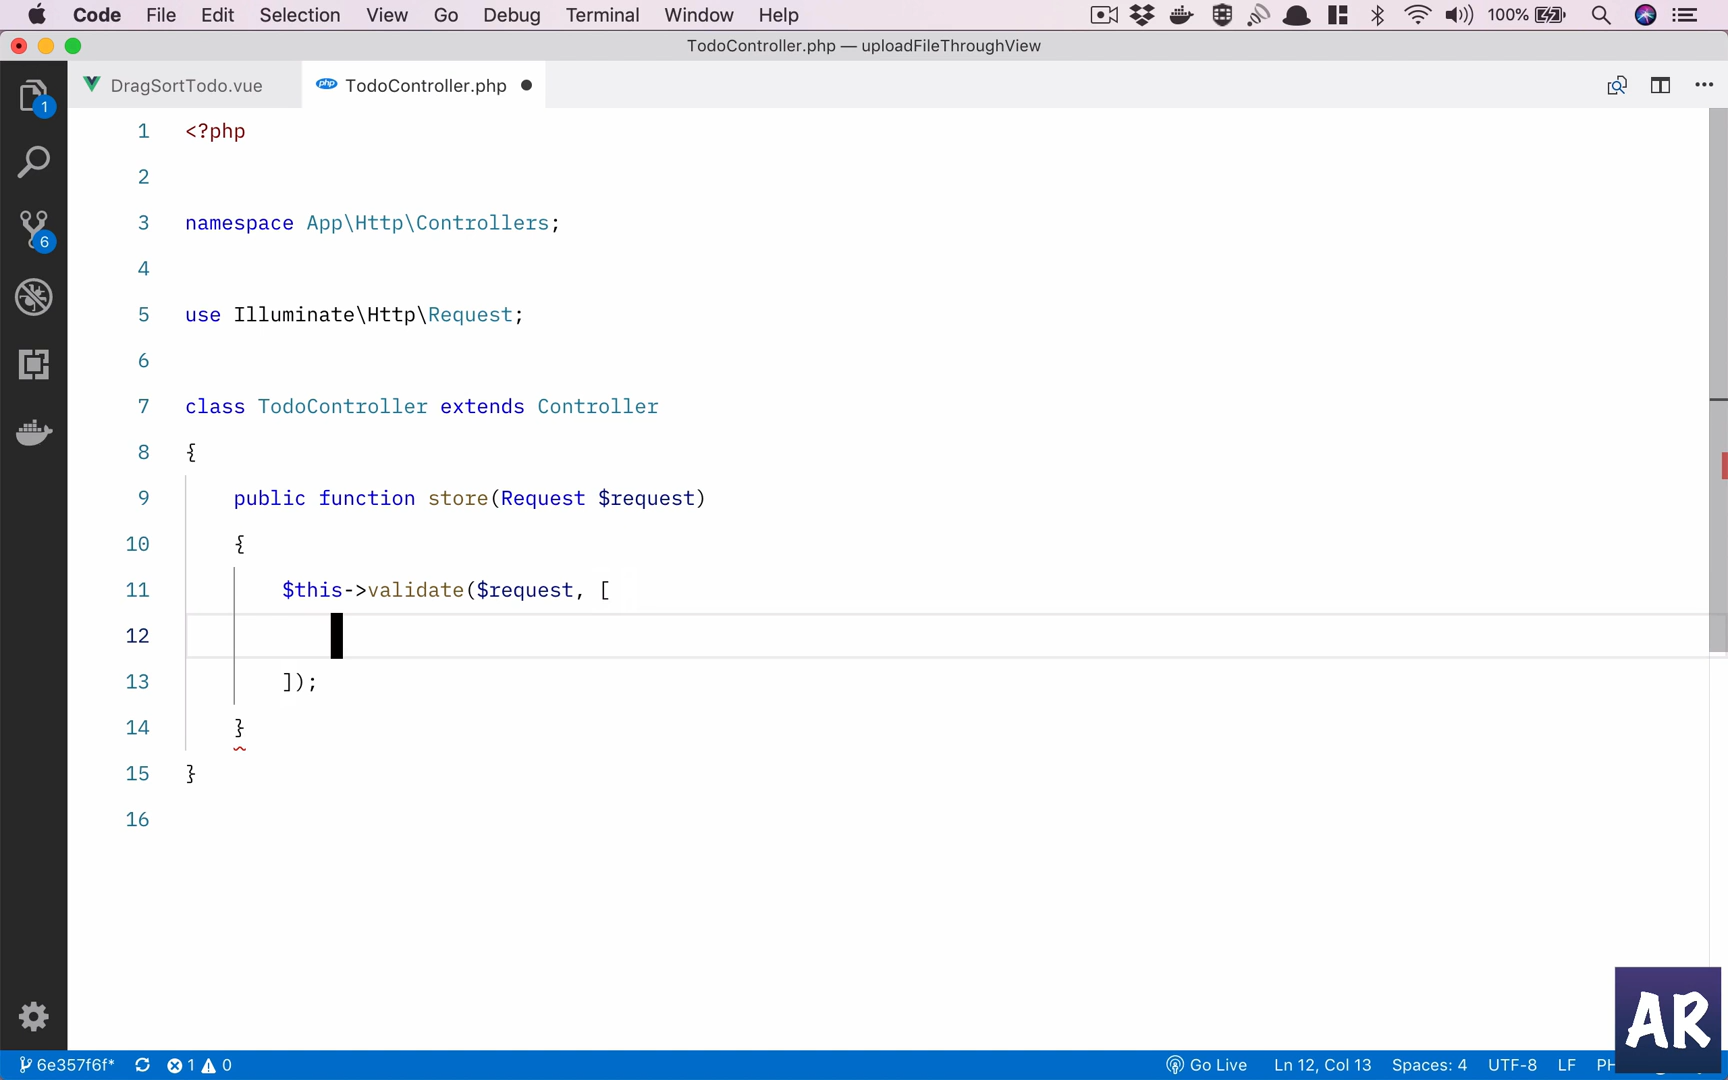 Code File Edit Selection View Go Debug Terminal Window Help 100%
TodoController.php — uploadFileThroughView
DragSortTodo.vue php TodoController.php
1 <?php
2
3 namespace App\Http\Controllers;
4
5 use Illuminate\Http\Request;
6
7 class TodoController extends Controller
8 {
9 public function store(Request $request)
10 {
11 $this->validate($request, [
12
13 ]);
14 }
15 }
16
1
6
AR
6e357f6f* 1 0 Go Live Ln 12, Col 13 Spaces: 4 UTF-8 LF